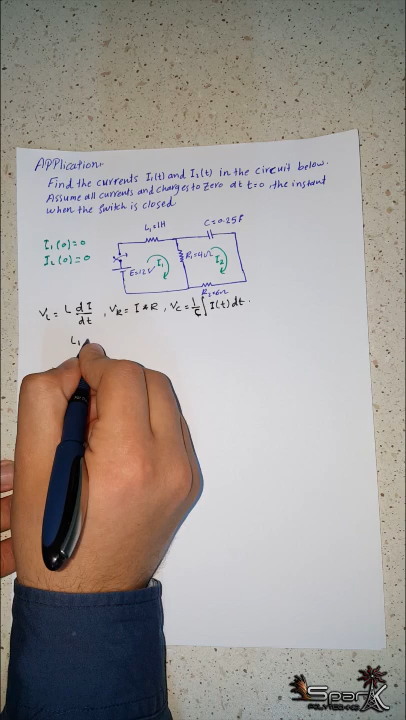 Application:
Find the currents I₁(t) and I₂(t) in the circuit below.
Assume all currents and charges to zero at t=0, the instant
when the switch is closed.
L₁=1H
C=0.25F
I₁(0)=0
I₂(0)=0
R₁=4Ω
E=12V
I₁
I₂
R₂=6Ω
V_L = L dI/dt , V_R = I*R , V_C = 1/C ∫ I(t) dt.
L₁
Spark
POLYTECHNIC